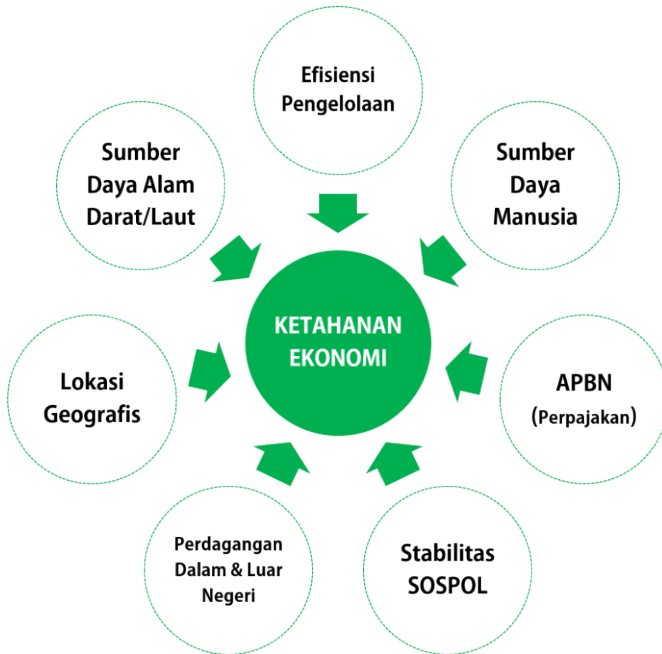 Efisiensi
Pengelolaan
Sumber
Daya Alam
Darat/Laut
Sumber
Daya
Manusia
KETAHANAN
EKONOMI
Lokasi
Geografis
APBN
(Perpajakan)
Perdagangan
Dalam & Luar
Negeri
Stabilitas
SOSPOL